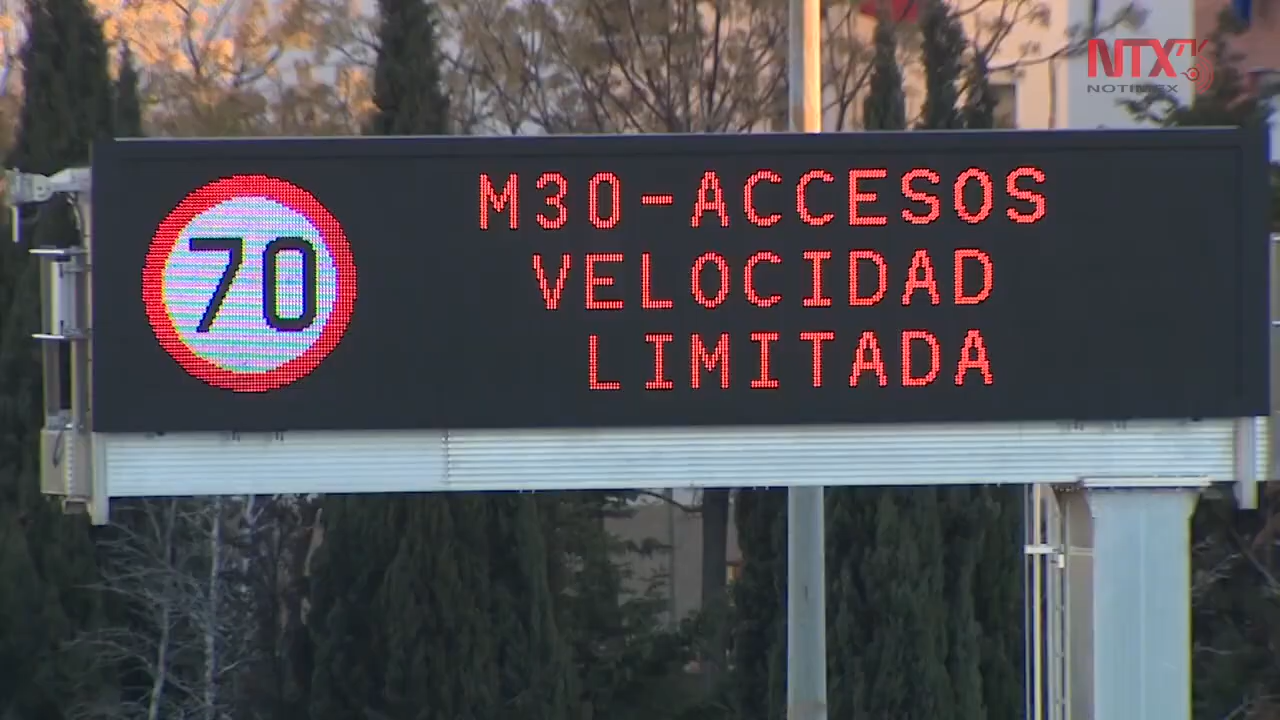 NTX
NOTIMEX
70
M30-ACCESOS
VELOCIDAD
LIMITADA